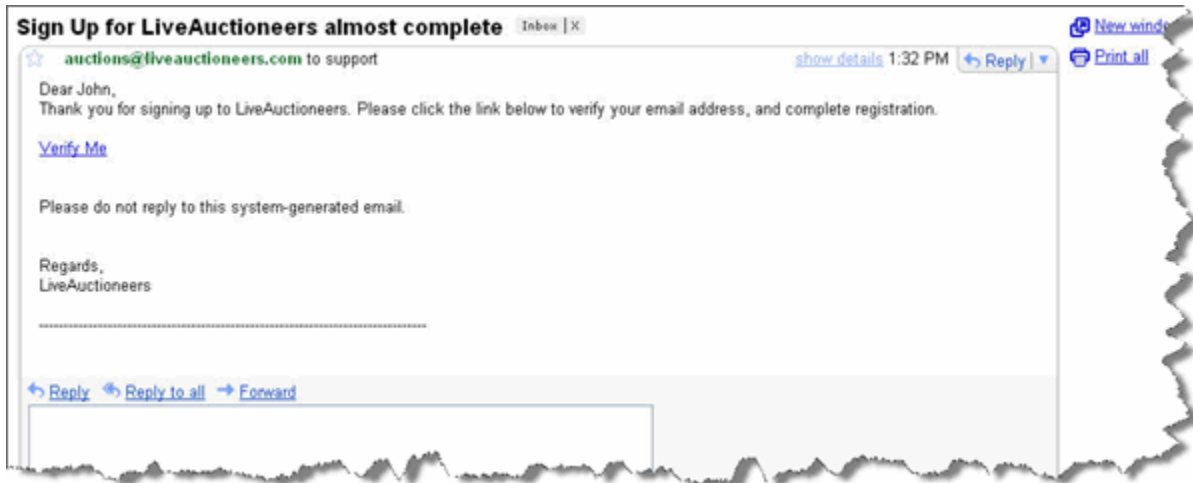 Sign Up for LiveAuctioneers almost complete Inbox | X
New wind
auctions@liveauctioneers.com to support show details 1:32 PM Reply
Print all
Dear John,
Thank you for signing up to LiveAuctioneers. Please click the link below to verify your email address, and complete registration.
Verify Me
Please do not reply to this system-generated email.
Regards,
LiveAuctioneers
--------------------------------------------------------------------------------
Reply Reply to all Forward